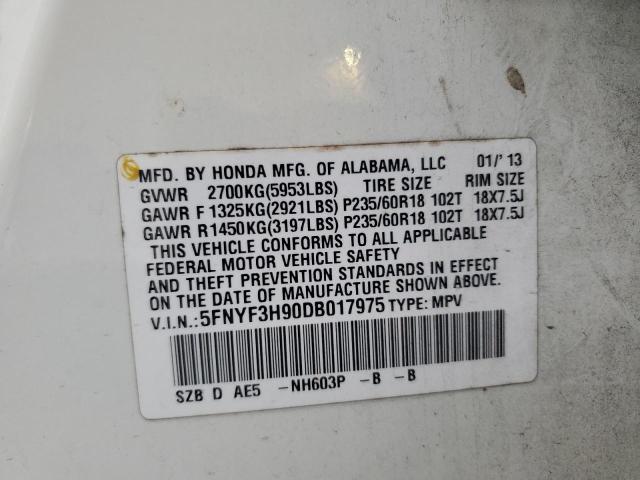 MFD. BY HONDA MFG. OF ALABAMA, LLC 01/'13
GVWR 2700KG(5953LBS) TIRE SIZE RIM SIZE
GAWR F 1325KG(2921LBS) P235/60R18 102T 18X7.5J
GAWR R1450KG(3197LBS) P235/60R18 102T 18X7.5J
THIS VEHICLE CONFORMS TO ALL APPLICABLE
FEDERAL MOTOR VEHICLE SAFETY
AND THEFT PREVENTION STANDARDS IN EFFECT
ON THE DATE OF MANUFACTURE SHOWN ABOVE.
V.I.N.:5FNYF3H90DB017975 TYPE: MPV
SZB D AE5 -NH603P -B -B